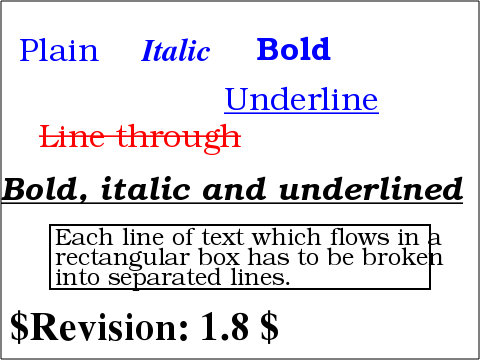 Plain Italic Bold
Underline
Line through
Bold, italic and underlined
Each line of text which flows in a
rectangular box has to be broken
into separated lines.
$Revision: 1.8 $